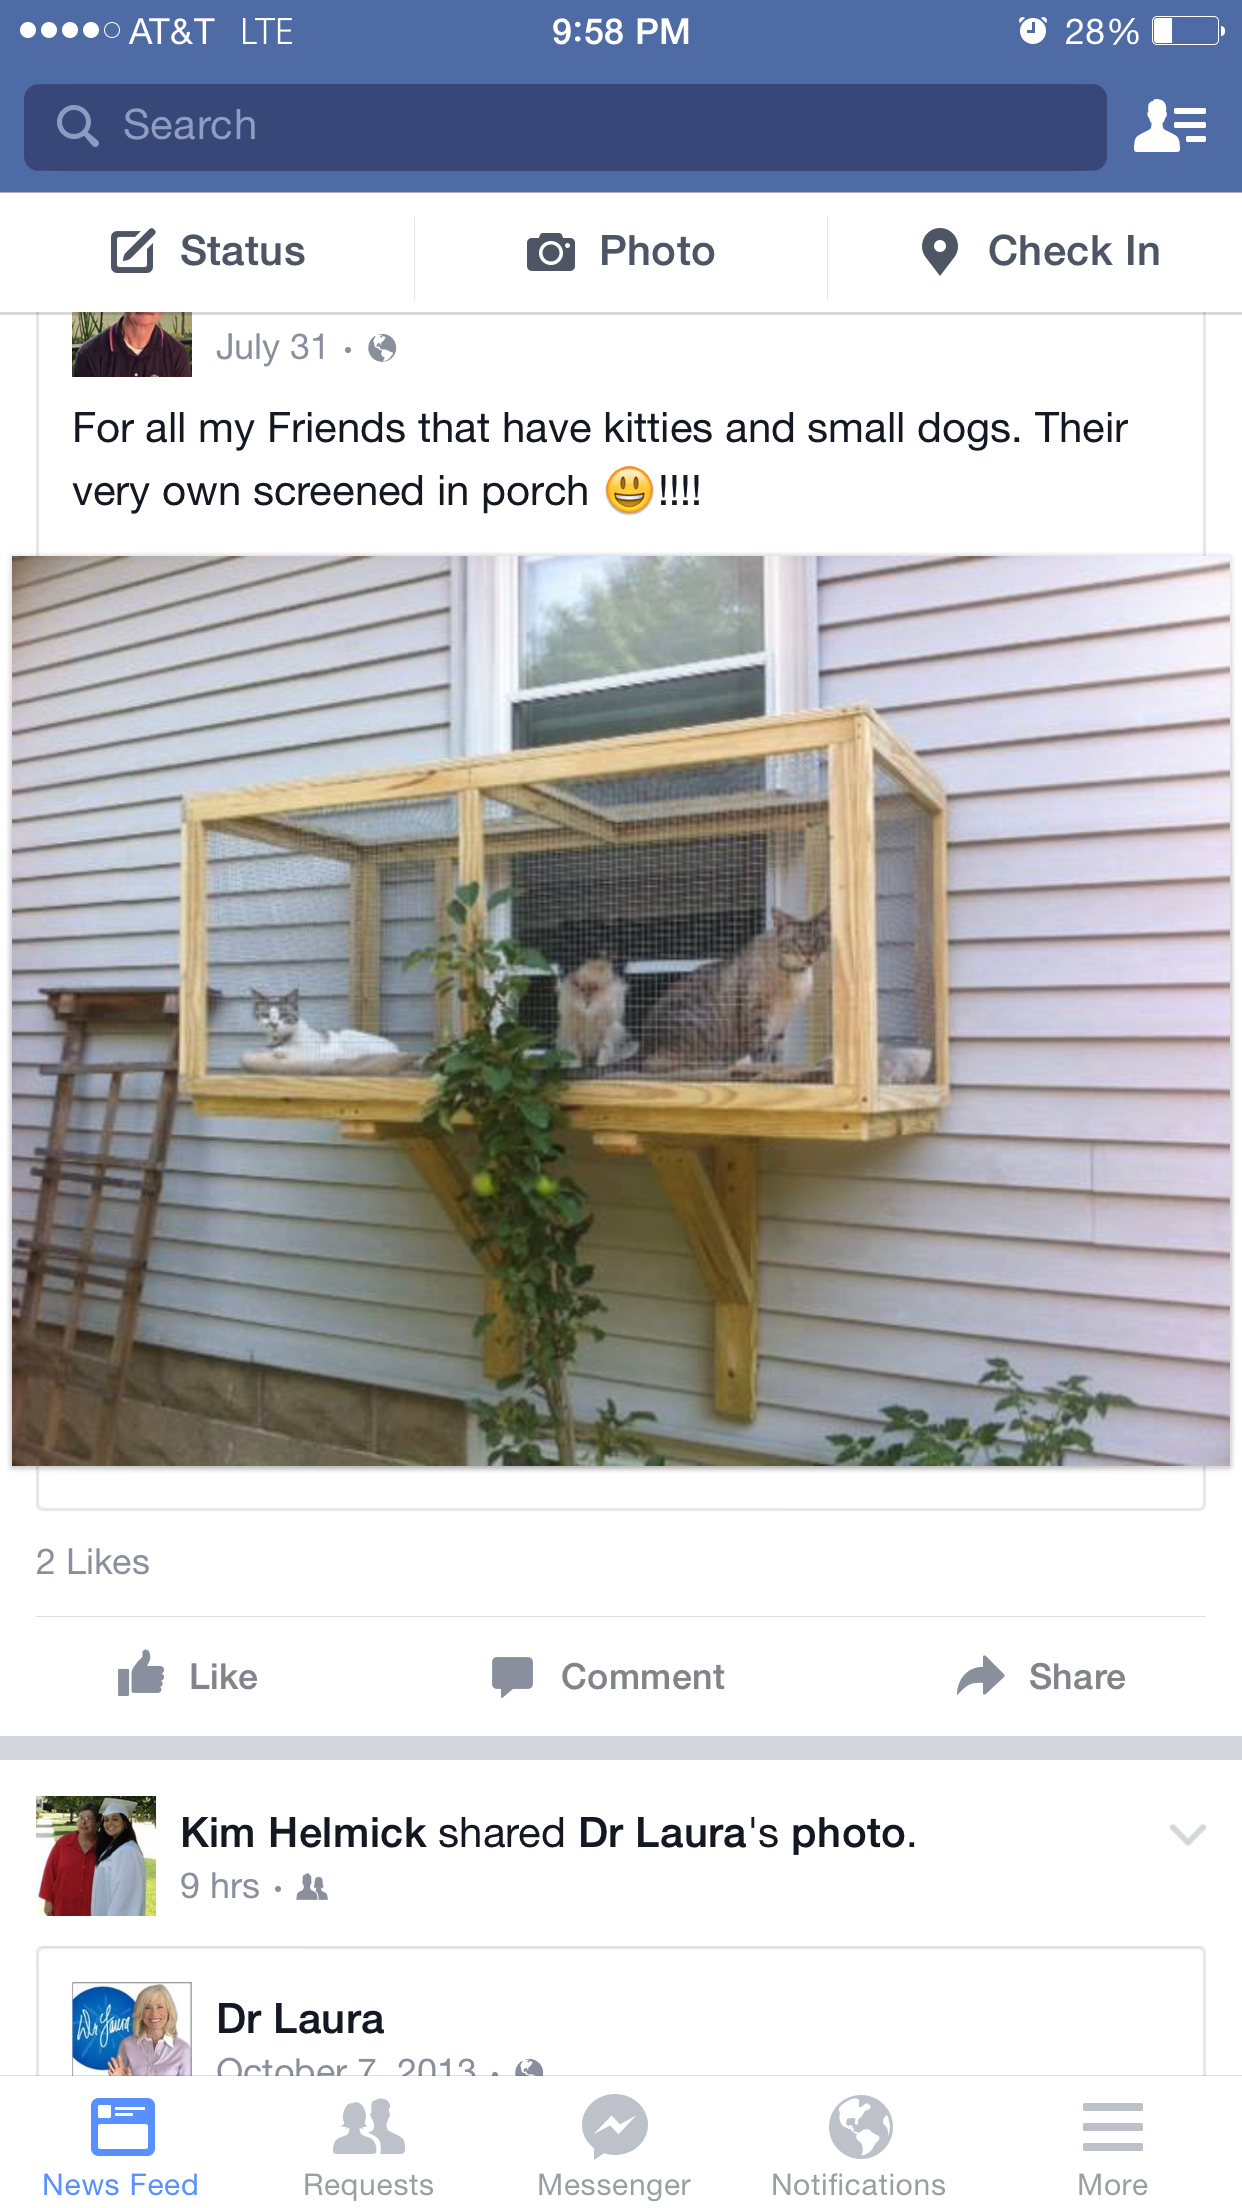 AT&T LTE 9:58 PM 28%
Search
Status Photo Check In
July 31 ·
For all my Friends that have kitties and small dogs. Their
very own screened in porch 😃!!!!
2 Likes
Like Comment Share
Kim Helmick shared Dr Laura's photo.
9 hrs ·
Dr Laura
Dr Laura
October 7, 2013 ·
News Feed Requests Messenger Notifications More